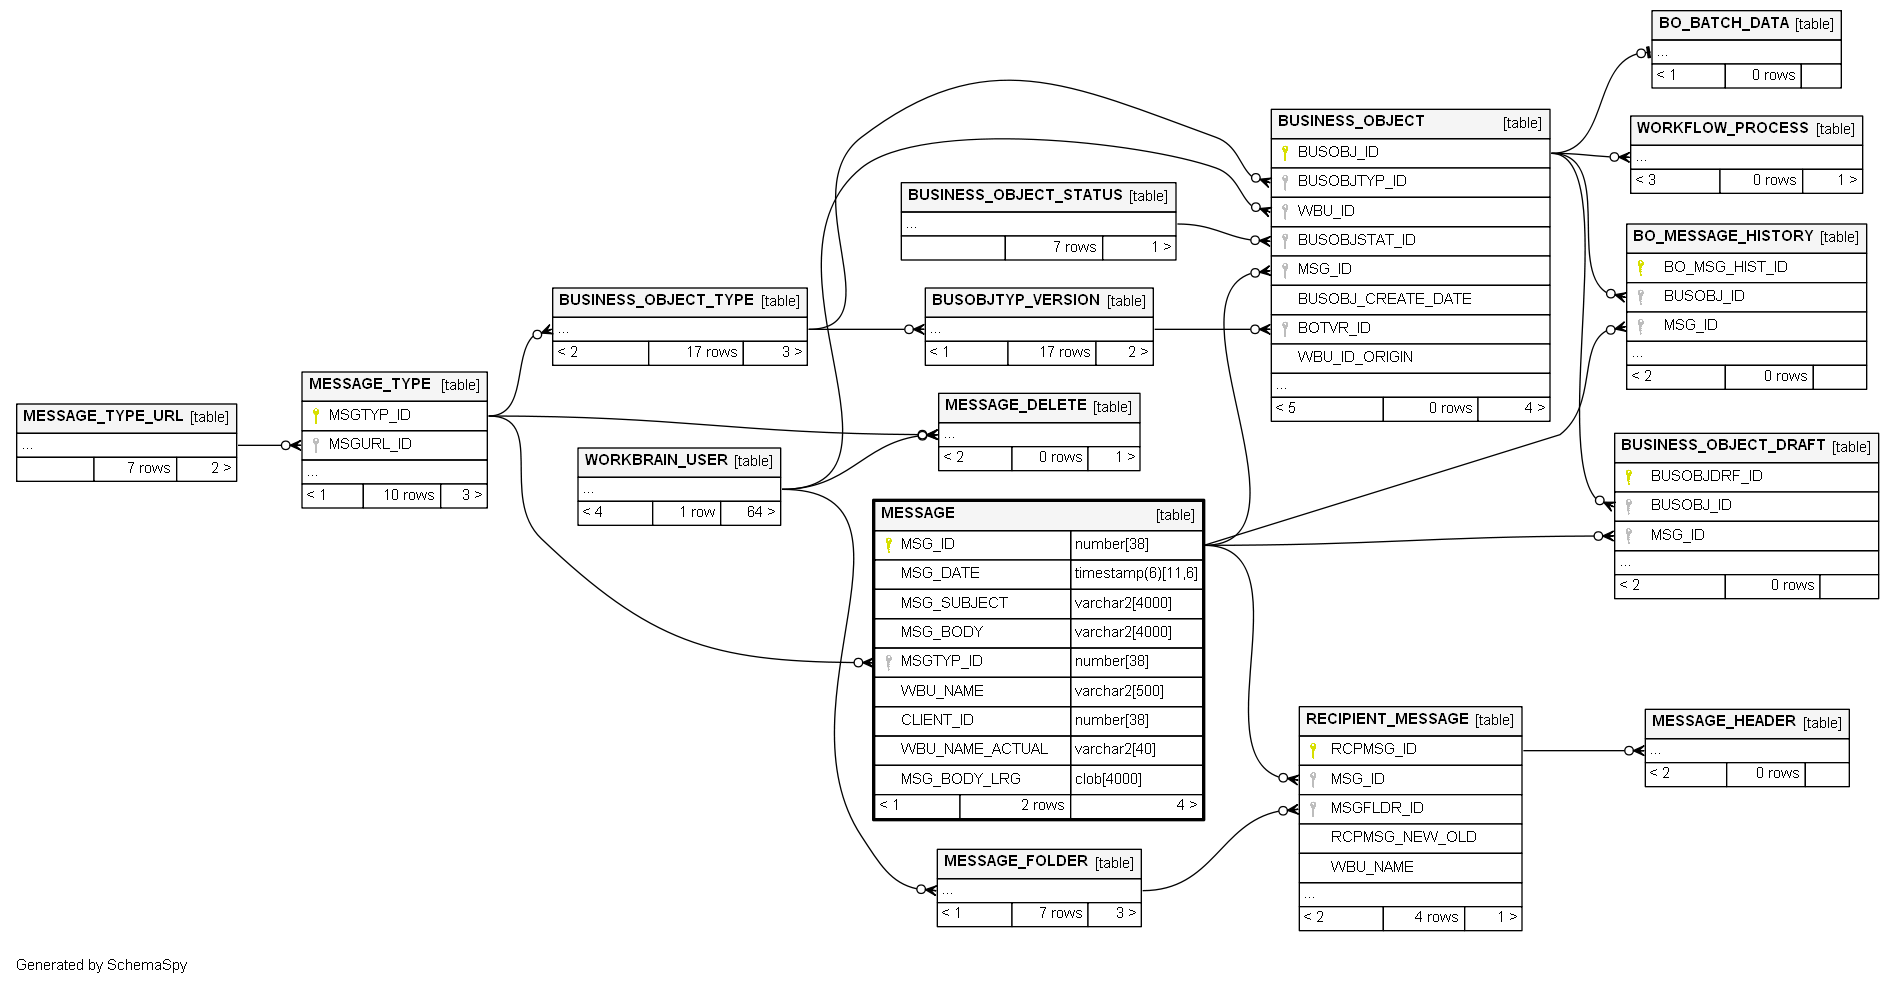 MESSAGE_TYPE_URL [table]
...
7 rows 2 >
MESSAGE_TYPE [table]
MSGTYP_ID
MSGURL_ID
...
< 1 10 rows 3 >
BUSINESS_OBJECT_TYPE [table]
...
< 2 17 rows 3 >
WORKBRAIN_USER [table]
...
< 4 1 row 64 >
BUSINESS_OBJECT_STATUS [table]
...
7 rows 1 >
BUSOBJTYP_VERSION [table]
...
< 1 17 rows 2 >
MESSAGE_DELETE [table]
...
< 2 0 rows 1 >
MESSAGE [table]
MSG_ID number[38]
MSG_DATE timestamp(6)[11,6]
MSG_SUBJECT varchar2[4000]
MSG_BODY varchar2[4000]
MSGTYP_ID number[38]
WBU_NAME varchar2[500]
CLIENT_ID number[38]
WBU_NAME_ACTUAL varchar2[40]
MSG_BODY_LRG clob[4000]
< 1 2 rows 4 >
MESSAGE_FOLDER [table]
...
< 1 7 rows 3 >
BUSINESS_OBJECT [table]
BUSOBJ_ID
BUSOBJTYP_ID
WBU_ID
BUSOBJSTAT_ID
MSG_ID
BUSOBJ_CREATE_DATE
BOTVR_ID
WBU_ID_ORIGIN
...
< 5 0 rows 4 >
RECIPIENT_MESSAGE [table]
RCPMSG_ID
MSG_ID
MSGFLDR_ID
RCPMSG_NEW_OLD
WBU_NAME
...
< 2 4 rows 1 >
BO_BATCH_DATA [table]
...
< 1 0 rows
WORKFLOW_PROCESS [table]
...
< 3 0 rows 1 >
BO_MESSAGE_HISTORY [table]
BO_MSG_HIST_ID
BUSOBJ_ID
MSG_ID
...
< 2 0 rows
BUSINESS_OBJECT_DRAFT [table]
BUSOBJDRF_ID
BUSOBJ_ID
MSG_ID
...
< 2 0 rows
MESSAGE_HEADER [table]
...
< 2 0 rows
Generated by SchemaSpy